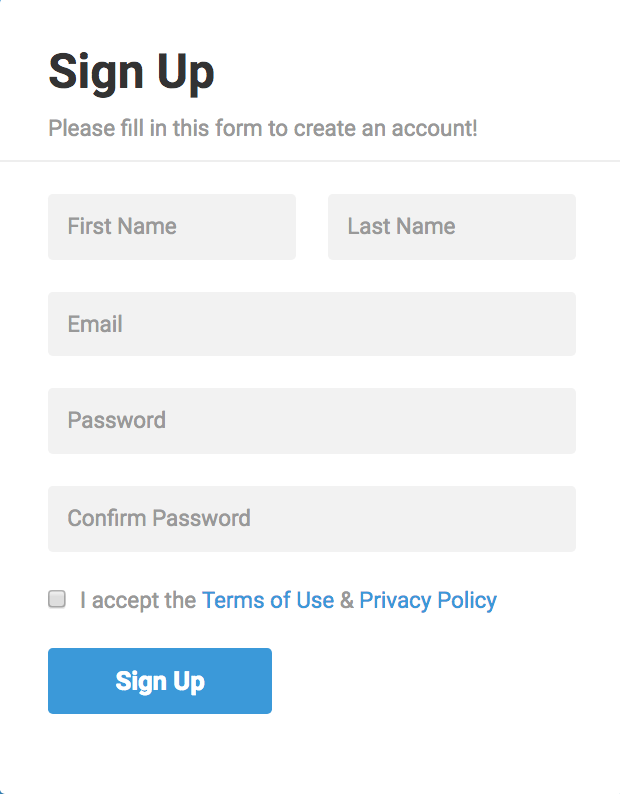 Sign Up
Please fill in this form to create an account!
First Name Last Name
Email
Password
Confirm Password
I accept the Terms of Use & Privacy Policy
Sign Up